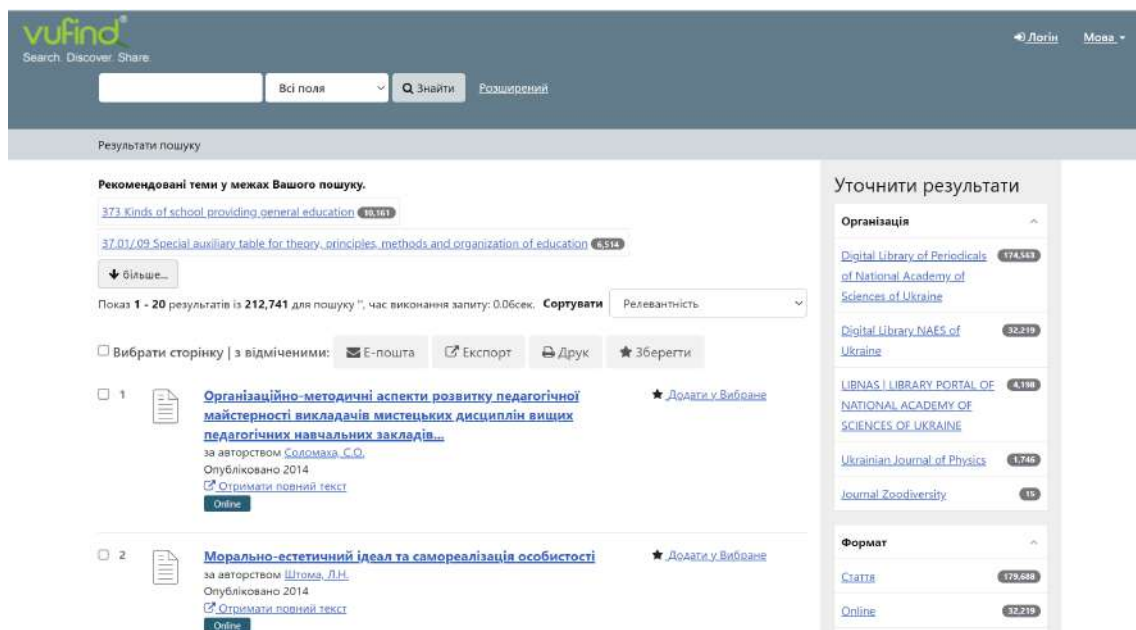 vufind®
Search. Discover. Share.
Логін
Мова
Всі поля
Знайти
Розширений
Результати пошуку
Рекомендовані теми у межах Вашого пошуку.
373 Kinds of school providing general education 10,161
37.01/.09 Special auxiliary table for theory, principles, methods and organization of education 6,514
більше...
Показ 1 - 20 результатів із 212,741 для пошуку '', час виконання запиту: 0.06сек. Сортувати Релевантність
Вибрати сторінку | з відміченими: Е-пошта Експорт Друк Зберегти
1
Організаційно-методичні аспекти розвитку педагогічної
майстерності викладачів мистецьких дисциплін вищих
педагогічних навчальних закладів...
за авторством Соломаха, С.О.
Опубліковано 2014
Отримати повний текст
Online
Додати у Вибране
2
Морально-естетичний ідеал та самореалізація особистості
за авторством Штома, Л.Н.
Опубліковано 2014
Отримати повний текст
Online
Додати у Вибране
Уточнити результати
Організація
Digital Library of Periodicals 174,563
of National Academy of
Sciences of Ukraine
Digital Library NAES of 32,219
Ukraine
LIBNAS | LIBRARY PORTAL OF 4,198
NATIONAL ACADEMY OF
SCIENCES OF UKRAINE
Ukrainian Journal of Physics 1,746
Journal Zoodiversity 15
Формат
Стаття 179,688
Online 32,219